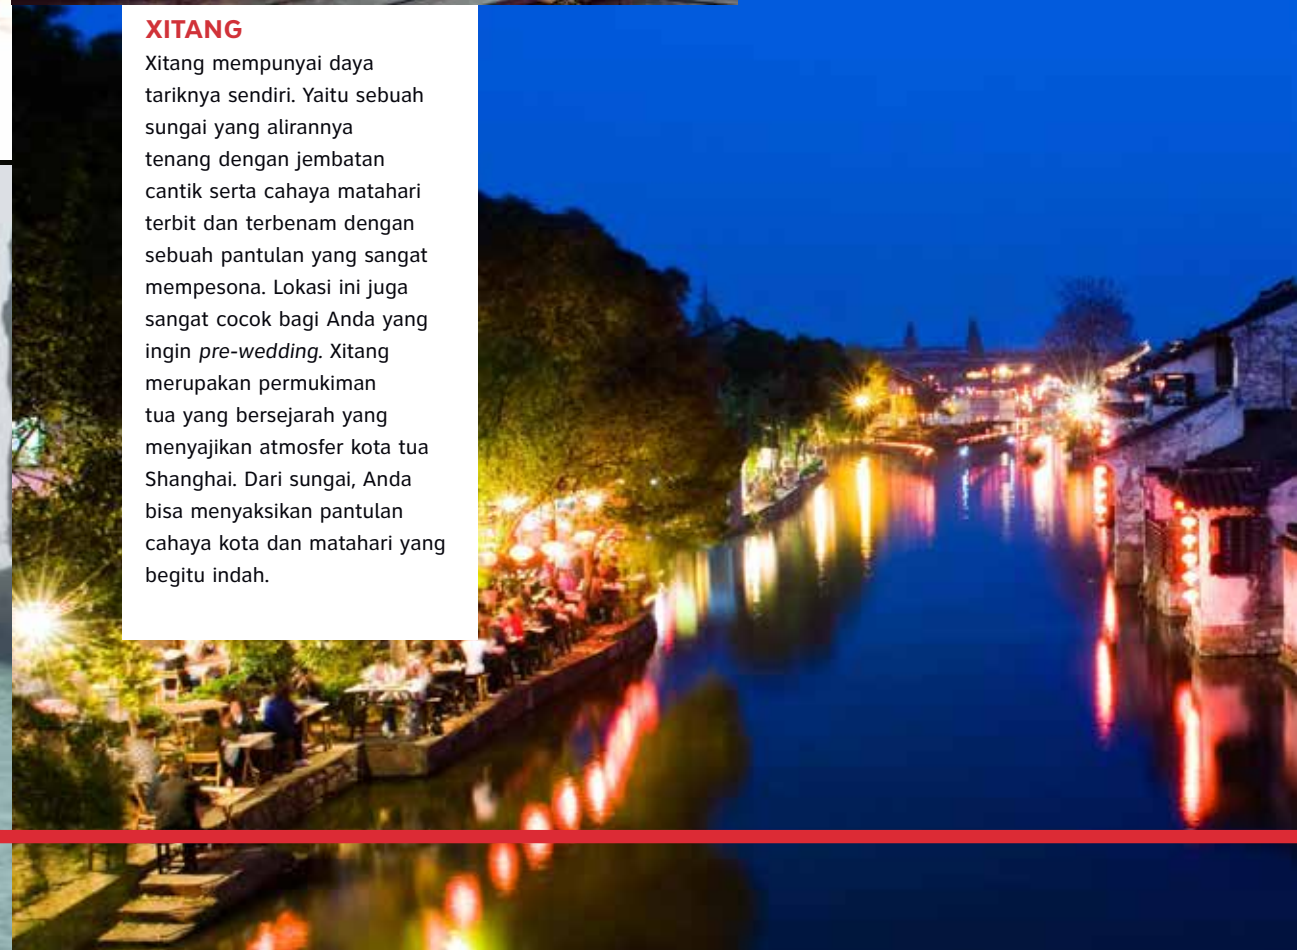 XITANG
Xitang mempunyai daya
tariknya sendiri. Yaitu sebuah
sungai yang alirannya
tenang dengan jembatan
cantik serta cahaya matahari
terbit dan terbenam dengan
sebuah pantulan yang sangat
mempesona. Lokasi ini juga
sangat cocok bagi Anda yang
ingin pre-wedding. Xitang
merupakan permukiman
tua yang bersejarah yang
menyajikan atmosfer kota tua
Shanghai. Dari sungai, Anda
bisa menyaksikan pantulan
cahaya kota dan matahari yang
begitu indah.